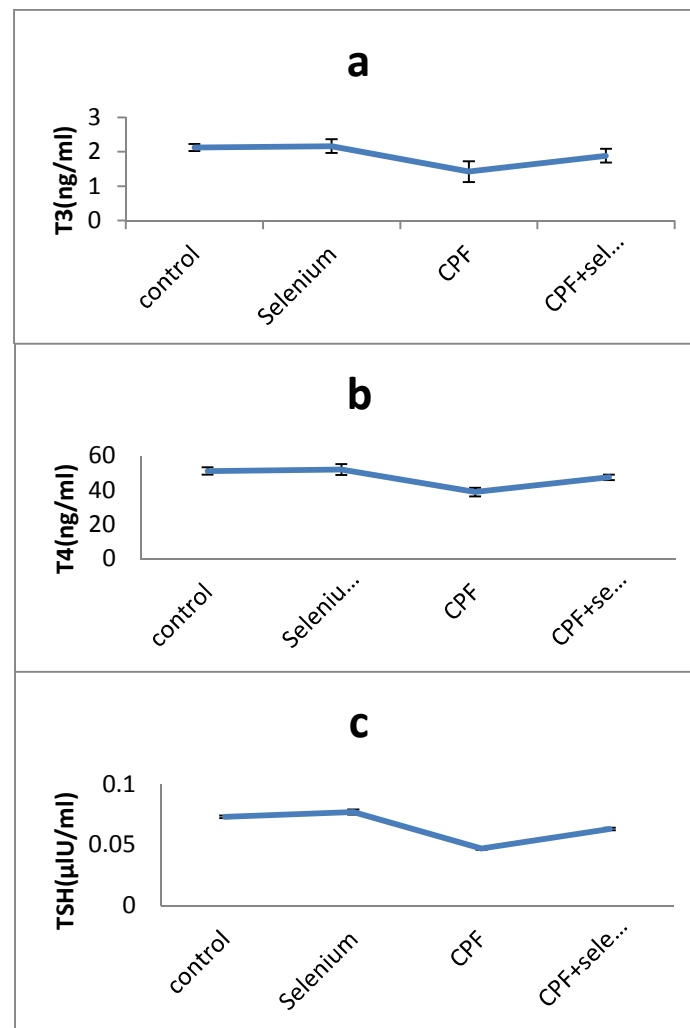 a
T3(ng/ml)
3
2
1
0
control
Selenium
CPF
CPF+sel...
b
T4(ng/ml)
60
40
20
0
control
Seleniu...
CPF
CPF+se...
c
TSH(μIU/ml)
0.1
0.05
0
control
Selenium
CPF
CPF+sele...